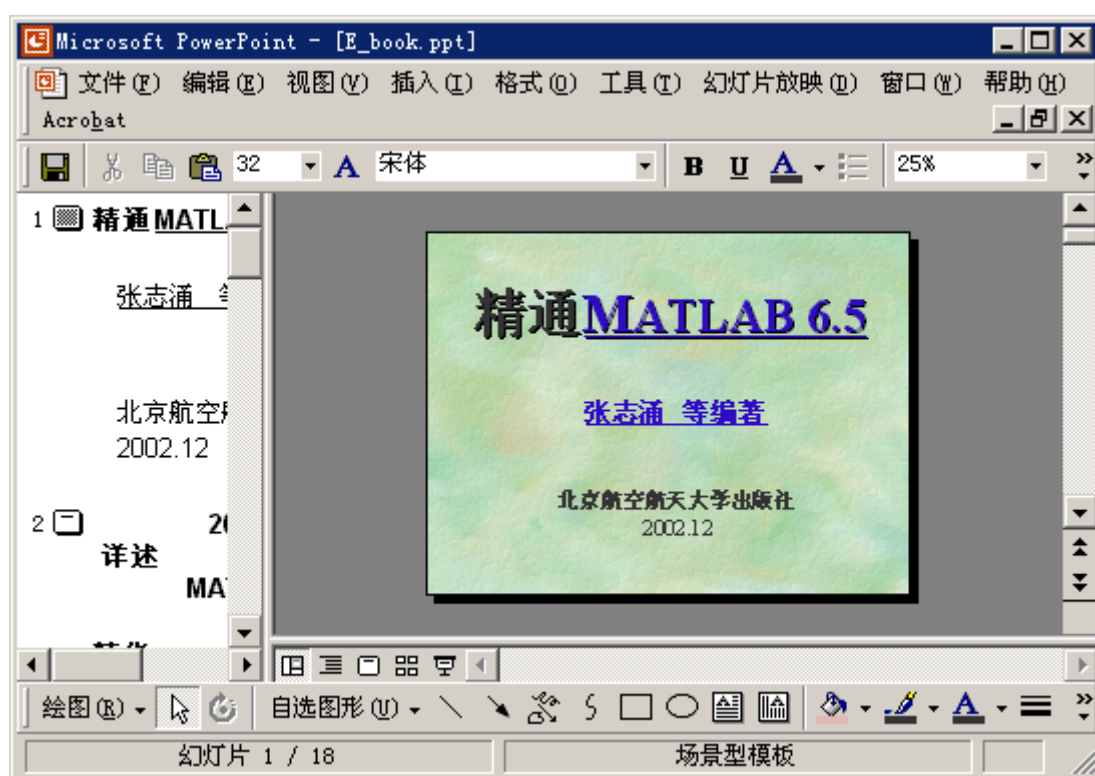 Microsoft PowerPoint - [E_book.ppt]
文件(F) 编辑(E) 视图(V) 插入(I) 格式(O) 工具(T) 幻灯片放映(D) 窗口(W) 帮助(H)
Acrobat
32 A 宋体 B U A 25%
1 精通MATL
张志涌 等
北京航空
2002.12
2 20
详述
MA
精通MATLAB 6.5
张志涌 等编著
北京航空航天大学出版社
2002.12
绘图(R) 自选图形(U) A
幻灯片 1 / 18 场景型模板